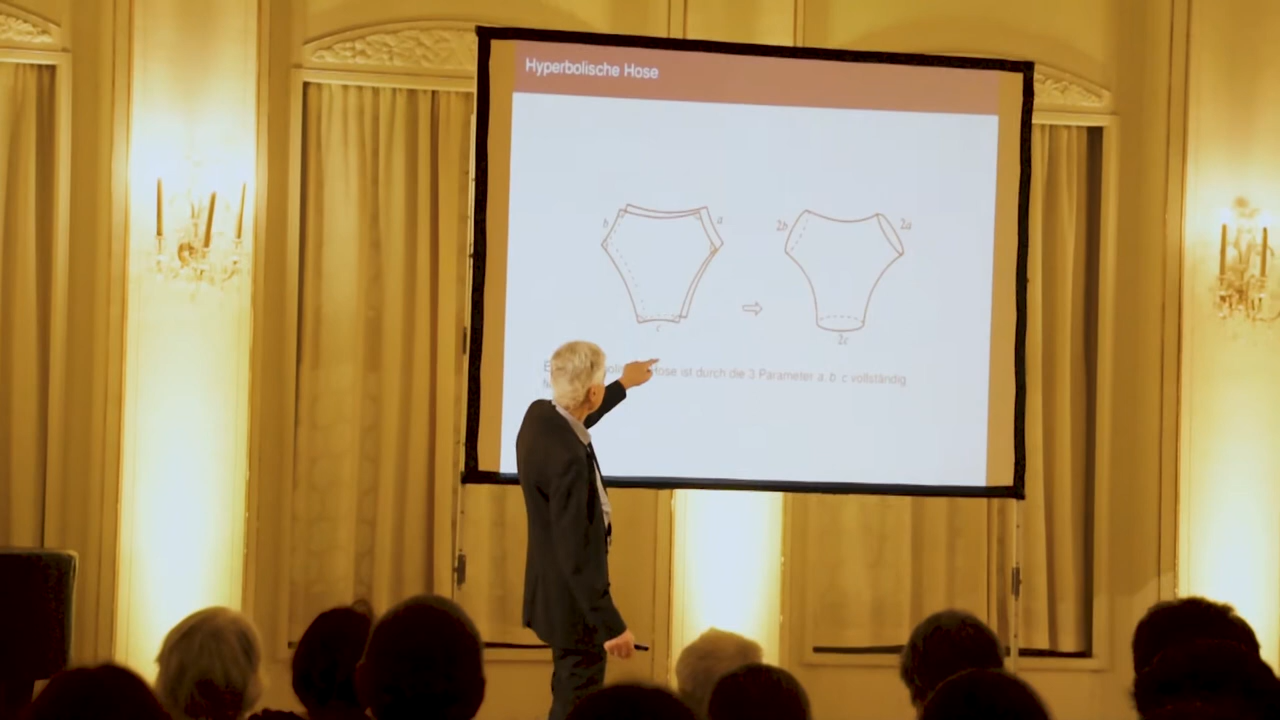 Hyperbolische Hose
b a 2b 2a
c 2c
Hose ist durch die 3 Parameter a, b, c vollständig